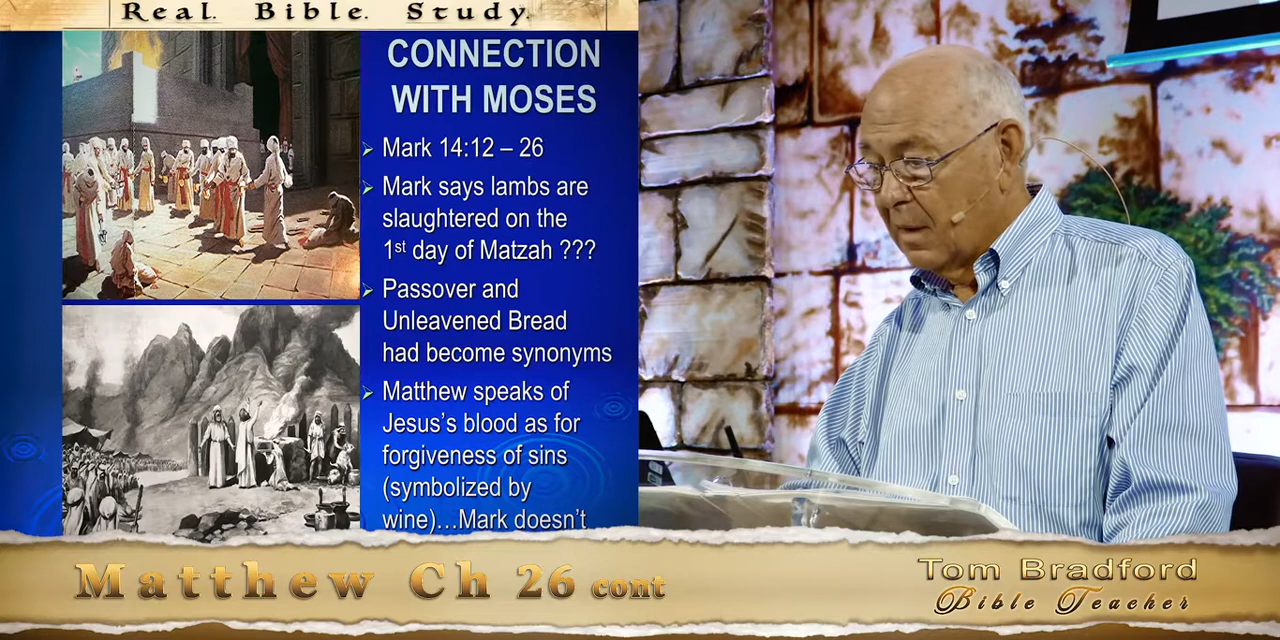 Real. Bible. Study.
CONNECTION
WITH MOSES
Mark 14:12 – 26
Mark says lambs are
slaughtered on the
1st day of Matzah ???
Passover and
Unleavened Bread
had become synonyms
Matthew speaks of
Jesus's blood as for
forgiveness of sins
(symbolized by
wine)…Mark doesn't
Matthew Ch 26 cont
Tom Bradford
Bible Teacher